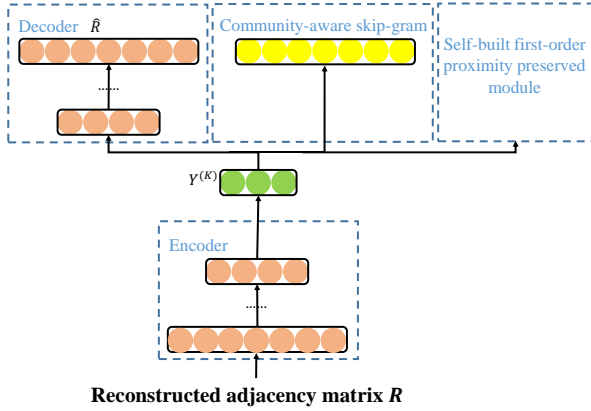 Decoder R̂
Community-aware skip-gram
Self-built first-order
proximity preserved
module
......
Y^(K)
Encoder
......
Reconstructed adjacency matrix R